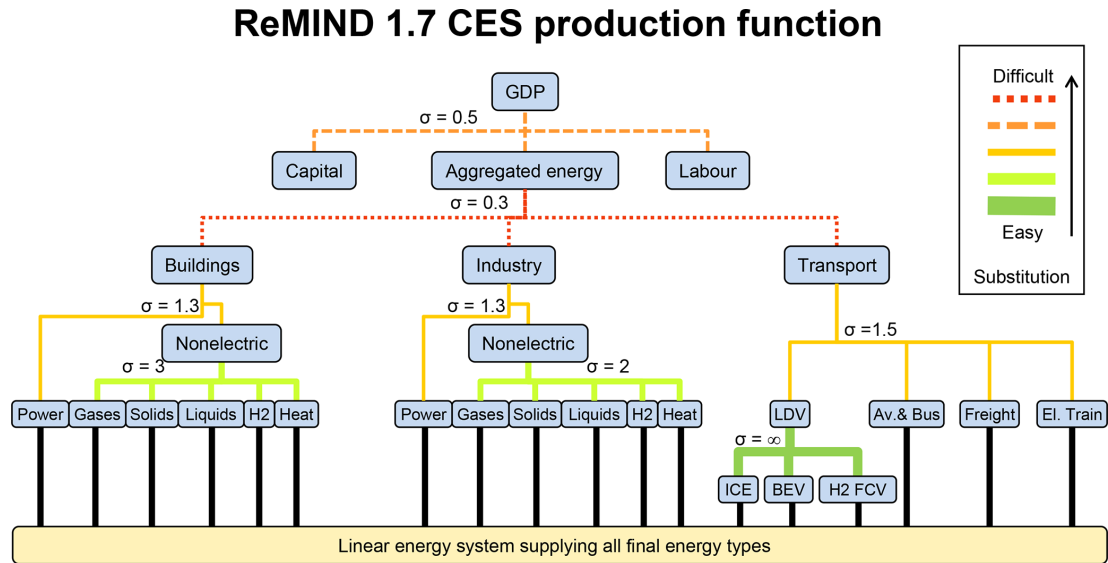 ReMIND 1.7 CES production function
Difficult
Easy
Substitution
GDP
σ = 0.5
Capital
Aggregated energy
Labour
σ = 0.3
Buildings
Industry
Transport
σ = 1.3
σ = 1.3
σ =1.5
Nonelectric
Nonelectric
σ = 3
σ = 2
Power Gases Solids Liquids H2 Heat
Power Gases Solids Liquids H2 Heat
LDV Av.& Bus Freight El. Train
σ = ∞
ICE BEV H2 FCV
Linear energy system supplying all final energy types